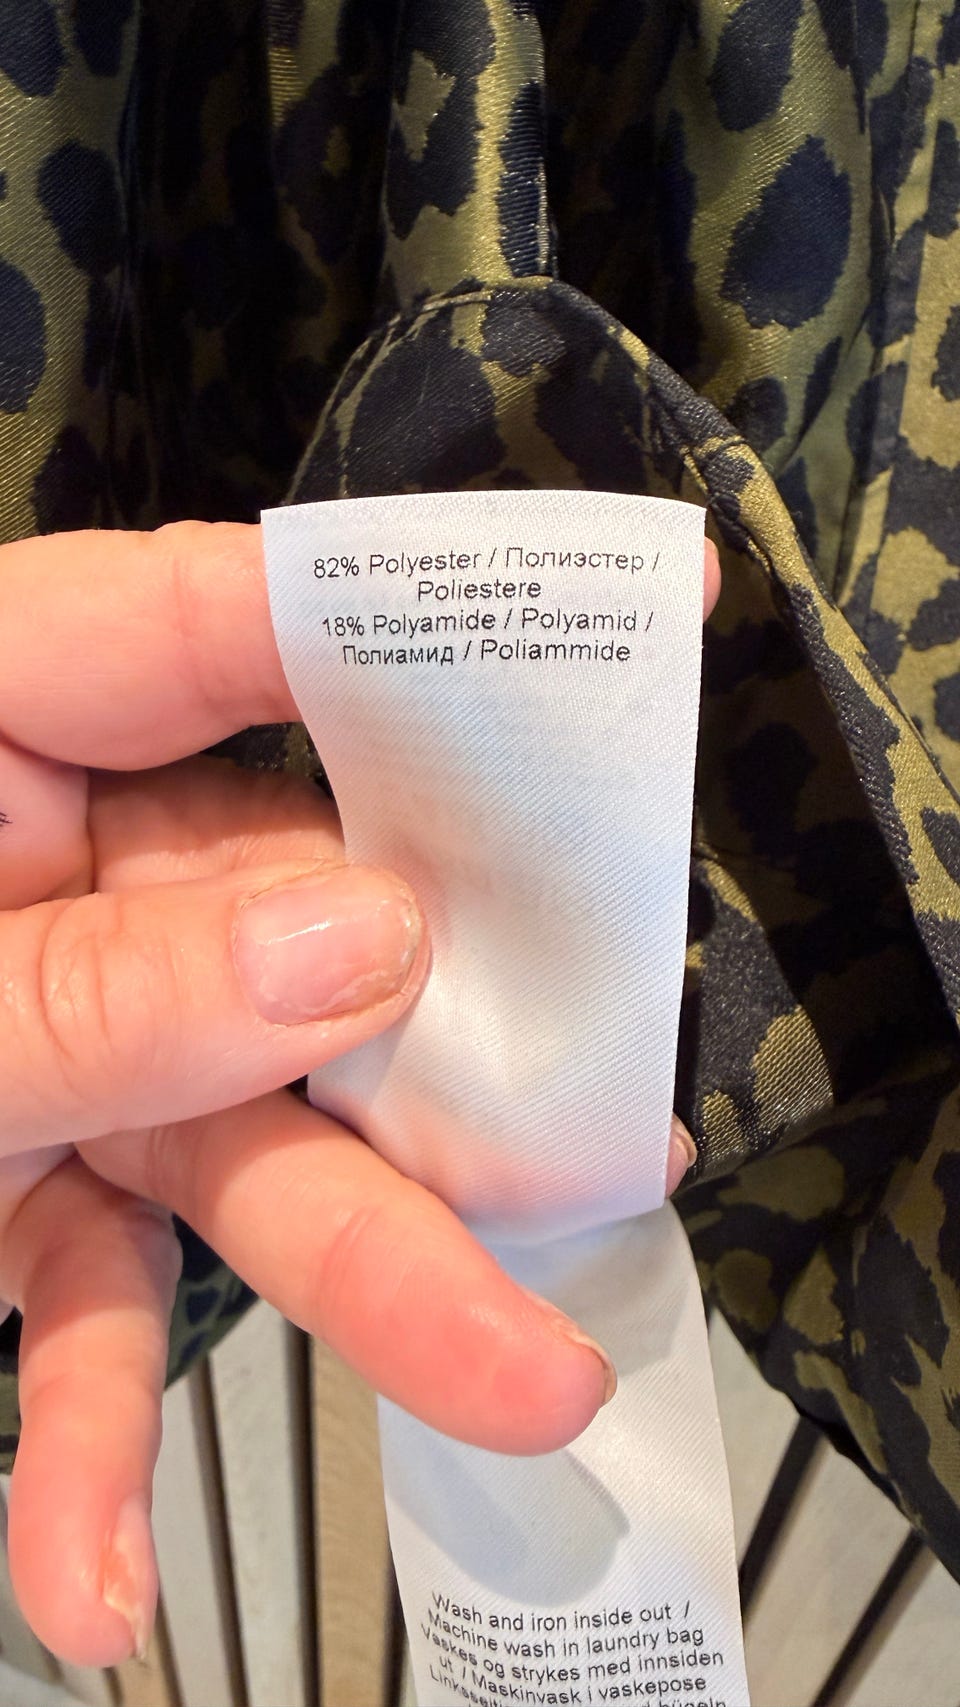 82% Polyester / Полиэстер /
Poliestere
18% Polyamide / Polyamid /
Полиамид / Poliammide
Wash and iron inside out /
Machine wash in laundry bag
Vaskes og strykes med innsiden
ut / Maskinvask i vaskepose